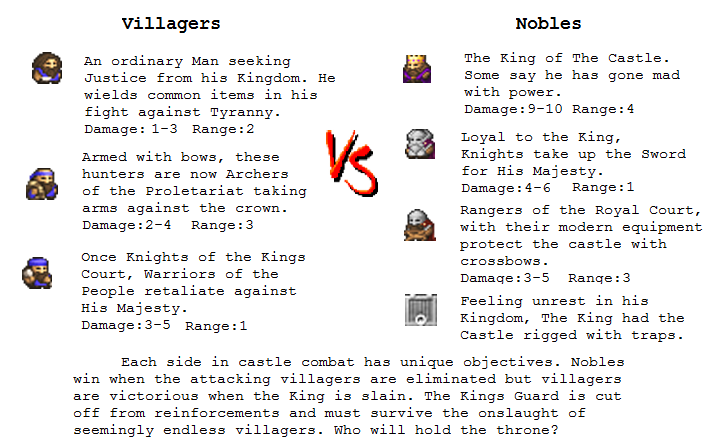 Villagers
An ordinary Man seeking
Justice from his Kingdom. He
wields common items in his
fight against Tyranny.
Damage: 1-3 Range:2
Armed with bows, these
hunters are now Archers
of the Proletariat taking
arms against the crown.
Damage:2-4 Range:3
Once Knights of the Kings
Court, Warriors of the
People retaliate against
His Majesty.
Damage:3-5 Range:1
VS
Nobles
The King of The Castle.
Some say he has gone mad
with power.
Damage:9-10 Range:4
Loyal to the King,
Knights take up the Sword
for His Majesty.
Damage:4-6 Range:1
Rangers of the Royal Court,
with their modern equipment
protect the castle with
crossbows.
Damage:3-5 Range:3
Feeling unrest in his
Kingdom, The King had the
Castle rigged with traps.
Each side in castle combat has unique objectives. Nobles
win when the attacking villagers are eliminated but villagers
are victorious when the King is slain. The Kings Guard is cut
off from reinforcements and must survive the onslaught of
seemingly endless villagers. Who will hold the throne?